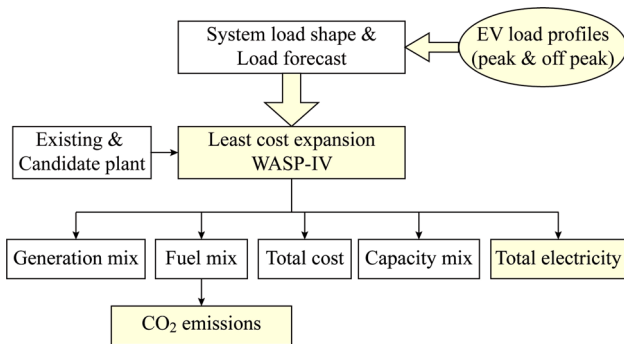 System load shape &
Load forecast
EV load profiles
(peak & off peak)
Existing &
Candidate plant
Least cost expansion
WASP-IV
Generation mix
Fuel mix
Total cost
Capacity mix
Total electricity
CO₂ emissions